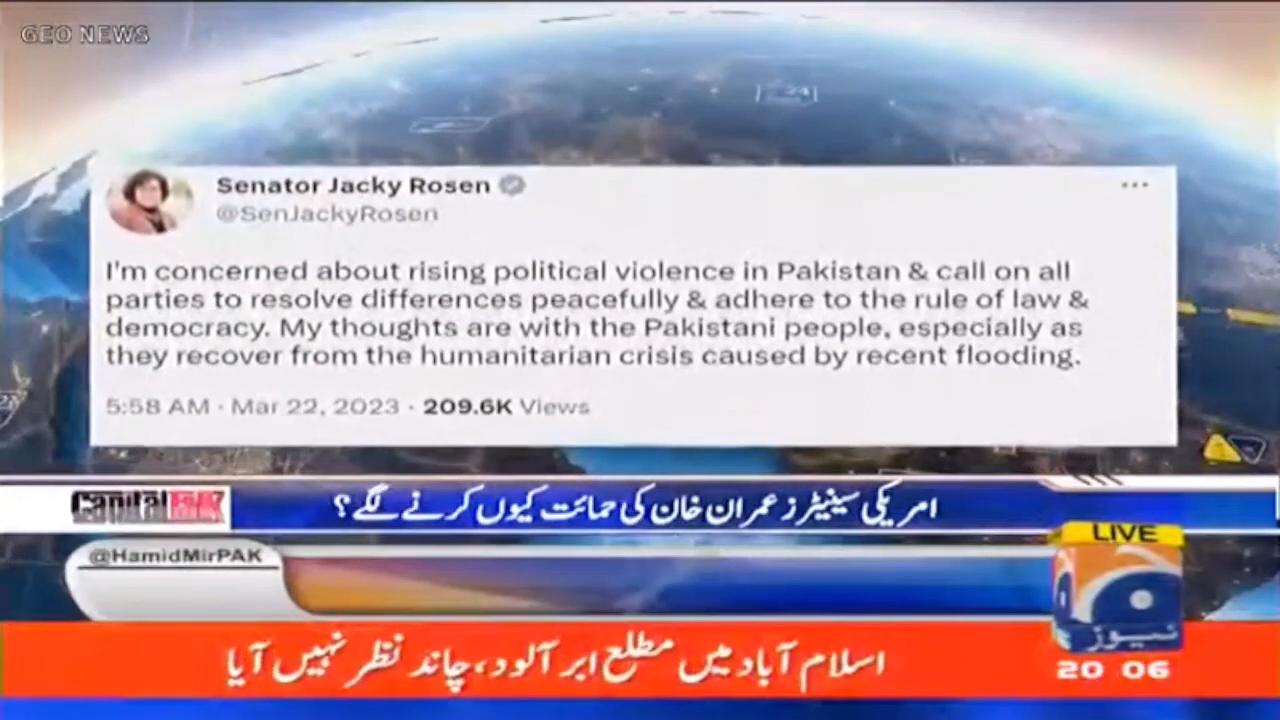 GEO NEWS
Senator Jacky Rosen
@SenJackyRosen
I'm concerned about rising political violence in Pakistan & call on all
parties to resolve differences peacefully & adhere to the rule of law &
democracy. My thoughts are with the Pakistani people, especially as
they recover from the humanitarian crisis caused by recent flooding.
5:58 AM · Mar 22, 2023 · 209.6K Views
Capital Talk
امریکی سینیٹرز عمران خان کی حمائت کیوں کرنے لگے؟
@HamidMirPAK
LIVE
نیوز
اسلام آباد میں مطلع ابر آلود، چاند نظر نہیں آیا
20 06